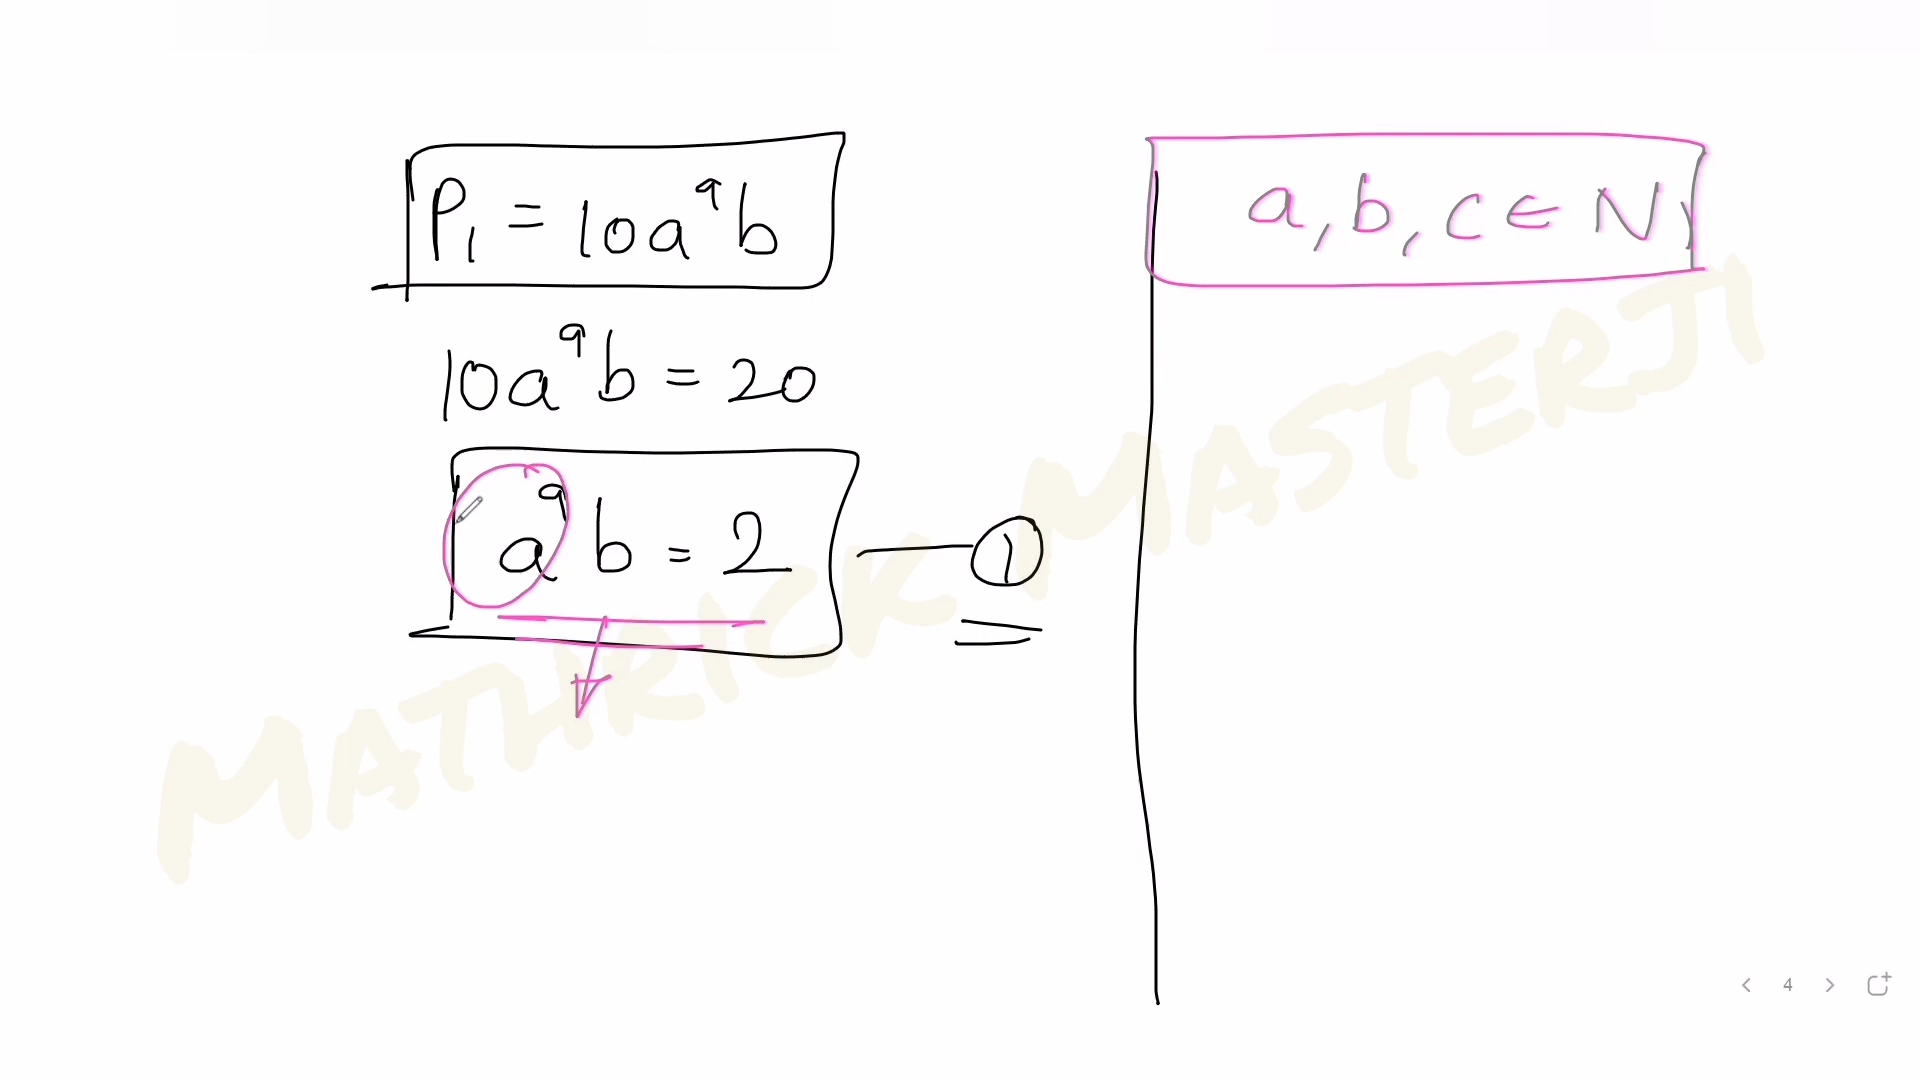 P₁ = 10a⁹b
10a⁹b = 20
a⁹b = 2 — ①
a, b, c ∈ N
MATHRICK MASTERJI
4